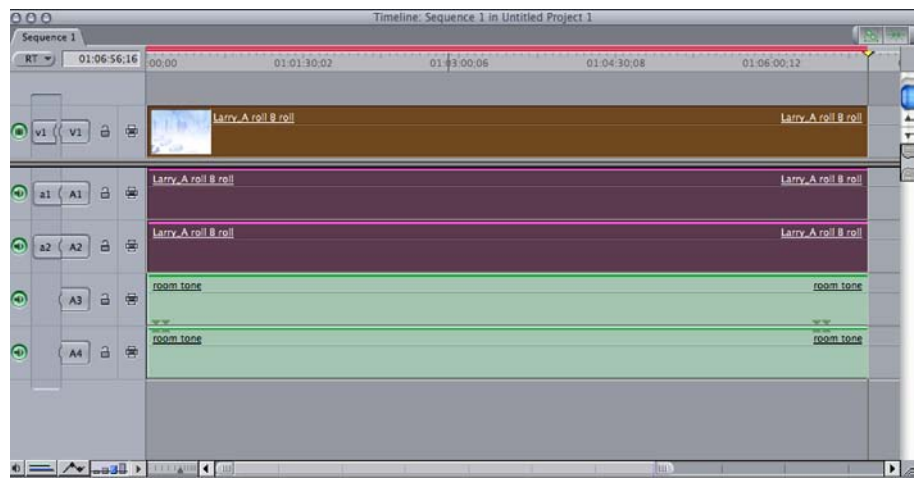 Timeline: Sequence 1 in Untitled Project 1
Sequence 1
RT 01:06:56;16 00;00 01:01:30;02 01:03:00;06 01:04:30;08 01:06:00;12
v1 V1 Larry_A roll B roll Larry_A roll B roll
a1 A1 Larry_A roll B roll Larry_A roll B roll
a2 A2 Larry_A roll B roll Larry_A roll B roll
A3 room tone room tone
A4 room tone room tone